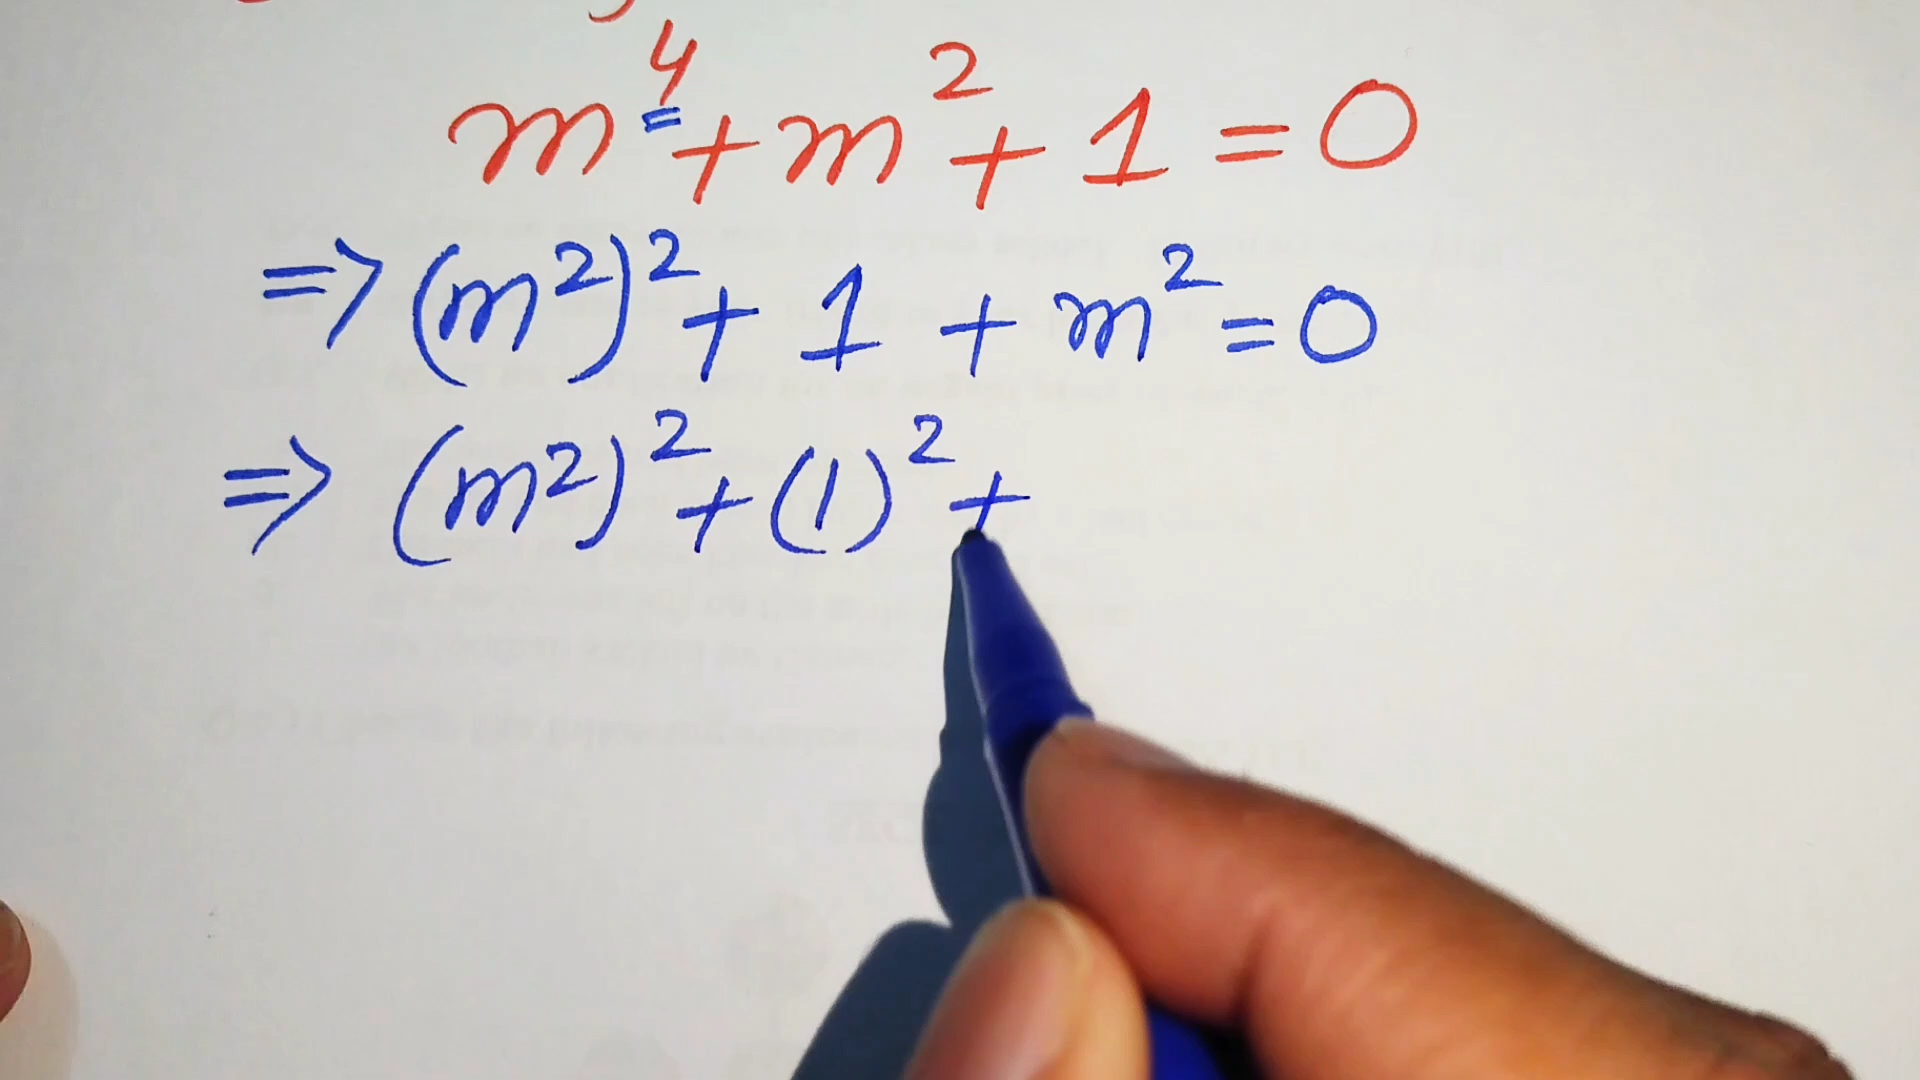 m⁴ + m² + 1 = 0
=> (m²)² + 1 + m² = 0
=> (m²)² + (1)² +